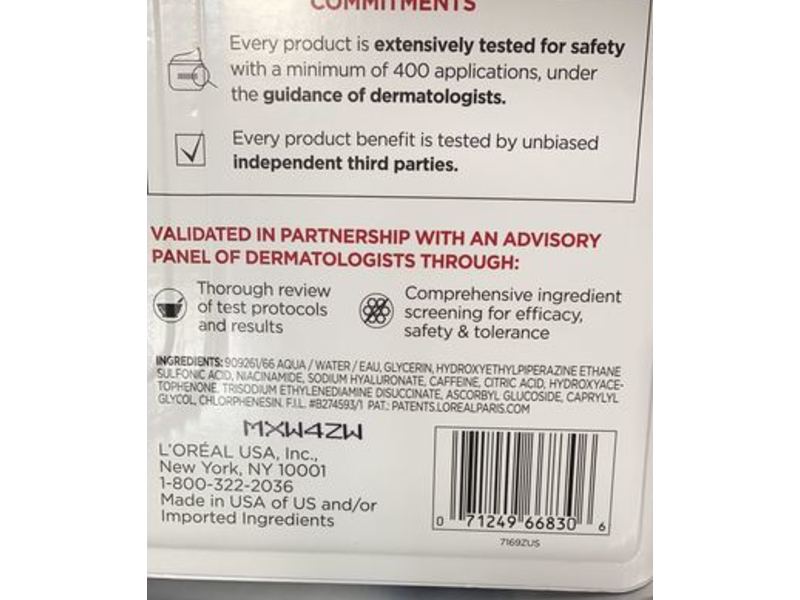 COMMITMENTS
Every product is extensively tested for safety
with a minimum of 400 applications, under
the guidance of dermatologists.
Every product benefit is tested by unbiased
independent third parties.
VALIDATED IN PARTNERSHIP WITH AN ADVISORY
PANEL OF DERMATOLOGISTS THROUGH:
Thorough review
of test protocols
and results
Comprehensive ingredient
screening for efficacy,
safety & tolerance
INGREDIENTS: 909261/66 AQUA / WATER / EAU, GLYCERIN, HYDROXYETHYLPIPERAZINE ETHANE
SULFONIC ACID, NIACINAMIDE, SODIUM HYALURONATE, CAFFEINE, CITRIC ACID, HYDROXYACE-
TOPHENONE, TRISODIUM ETHYLENEDIAMINE DISUCCINATE, ASCORBYL GLUCOSIDE, CAPRYLYL
GLYCOL, CHLORPHENESIN. F.I.L. #B274593/1 PAT.: PATENTS.LOREALPARIS.COM
MXW4ZW
L'ORÉAL USA, Inc.,
New York, NY 10001
1-800-322-2036
Made in USA of US and/or
Imported Ingredients
0 71249 66830 6
7169ZUS